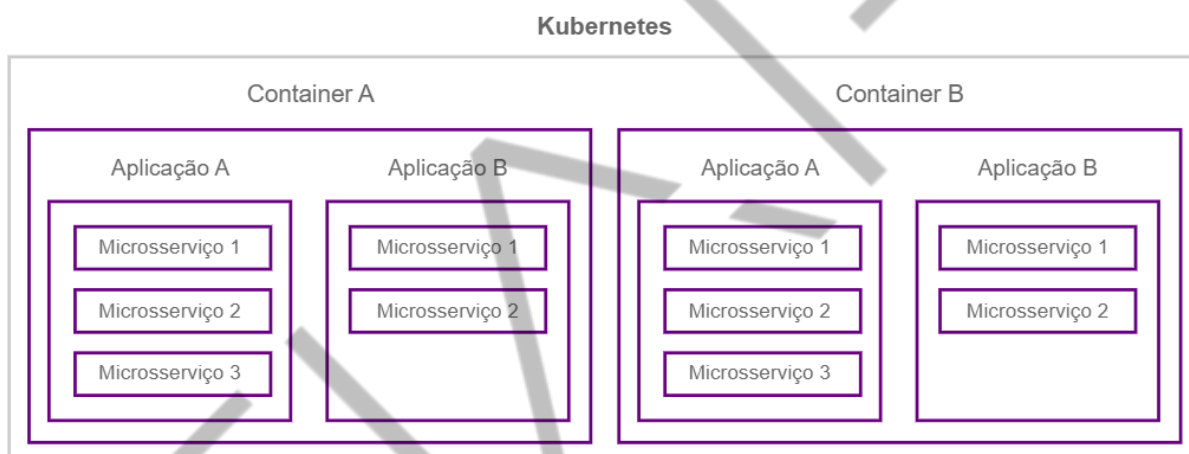 Kubernetes
Container A
Container B
Aplicação A
Aplicação B
Aplicação A
Aplicação B
Microsserviço 1
Microsserviço 1
Microsserviço 1
Microsserviço 1
Microsserviço 2
Microsserviço 2
Microsserviço 2
Microsserviço 2
Microsserviço 3
Microsserviço 3